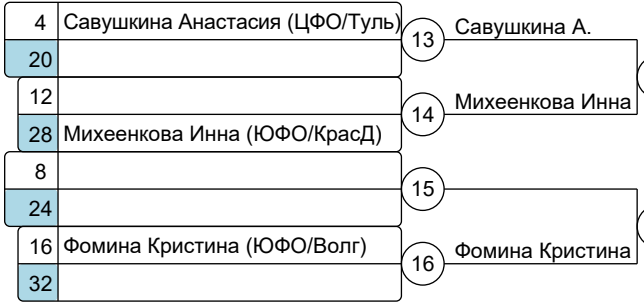 4 Савушкина Анастасия (ЦФО/Туль)
13 Савушкина А.
20
12
14 Михеенкова Инна
28 Михеенкова Инна (ЮФО/КрасД)
8
15
24
16 Фомина Кристина (ЮФО/Волг)
16 Фомина Кристина
32